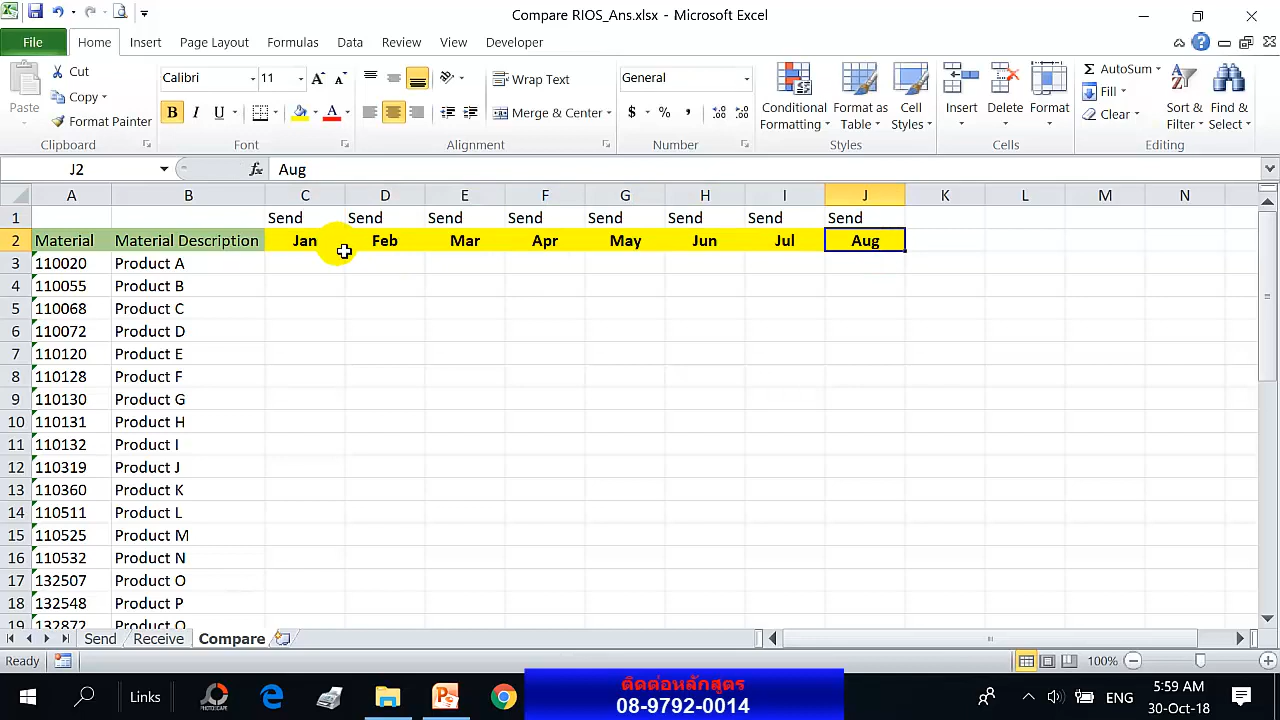 Compare RIOS_Ans.xlsx - Microsoft Excel
File Home Insert Page Layout Formulas Data Review View Developer
Paste
Cut
Copy
Format Painter
Clipboard
Calibri 11
B I U
Font
Wrap Text
Merge & Center
Alignment
General
$ % ,
Number
Conditional Formatting
Format as Table
Cell Styles
Styles
Insert
Delete
Format
Cells
AutoSum
Fill
Clear
Sort & Filter
Find & Select
Editing
J2 fx Aug
A B C D E F G H I J K L M N
1 Send Send Send Send Send Send Send Send
2 Material Material Description Jan Feb Mar Apr May Jun Jul Aug
3 110020 Product A
4 110055 Product B
5 110068 Product C
6 110072 Product D
7 110120 Product E
8 110128 Product F
9 110130 Product G
10 110131 Product H
11 110132 Product I
12 110319 Product J
13 110360 Product K
14 110511 Product L
15 110525 Product M
16 110532 Product N
17 132507 Product O
18 132548 Product P
19 132872 Product Q
Send Receive Compare
Ready 100%
Links
PHOTOSCAPE
ติดต่อหลักสูตร
08-9792-0014
ENG
5:59 AM
30-Oct-18